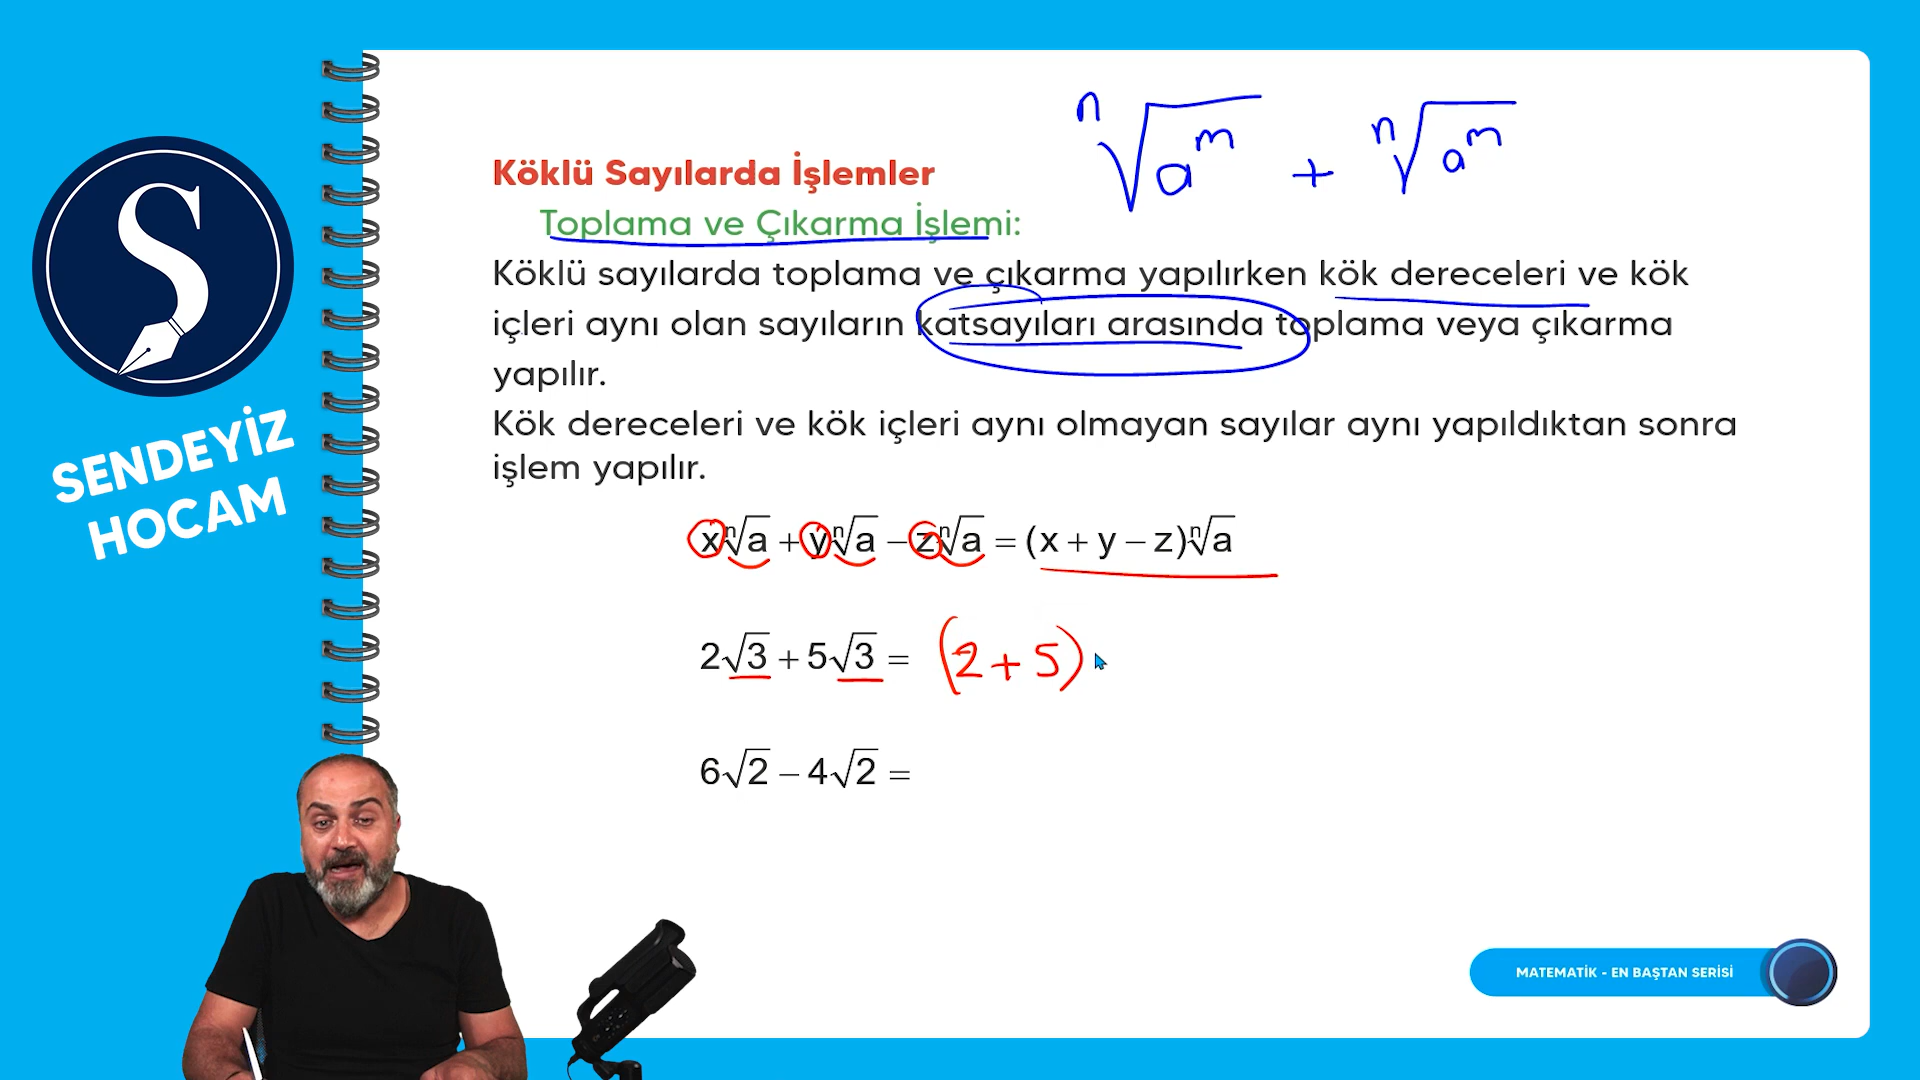 ⁿ√aᵐ + ⁿ√aᵐ
Köklü Sayılarda İşlemler
Toplama ve Çıkarma İşlemi:
Köklü sayılarda toplama ve çıkarma yapılırken kök dereceleri ve kök
içleri aynı olan sayıların katsayıları arasında toplama veya çıkarma
yapılır.
Kök dereceleri ve kök içleri aynı olmayan sayılar aynı yapıldıktan sonra
işlem yapılır.
xⁿ√a + yⁿ√a − zⁿ√a = (x + y − z)ⁿ√a
2√3 + 5√3 = (2 + 5)
6√2 − 4√2 =
S
SENDEYİZ
HOCAM
MATEMATİK - EN BAŞTAN SERİSİ